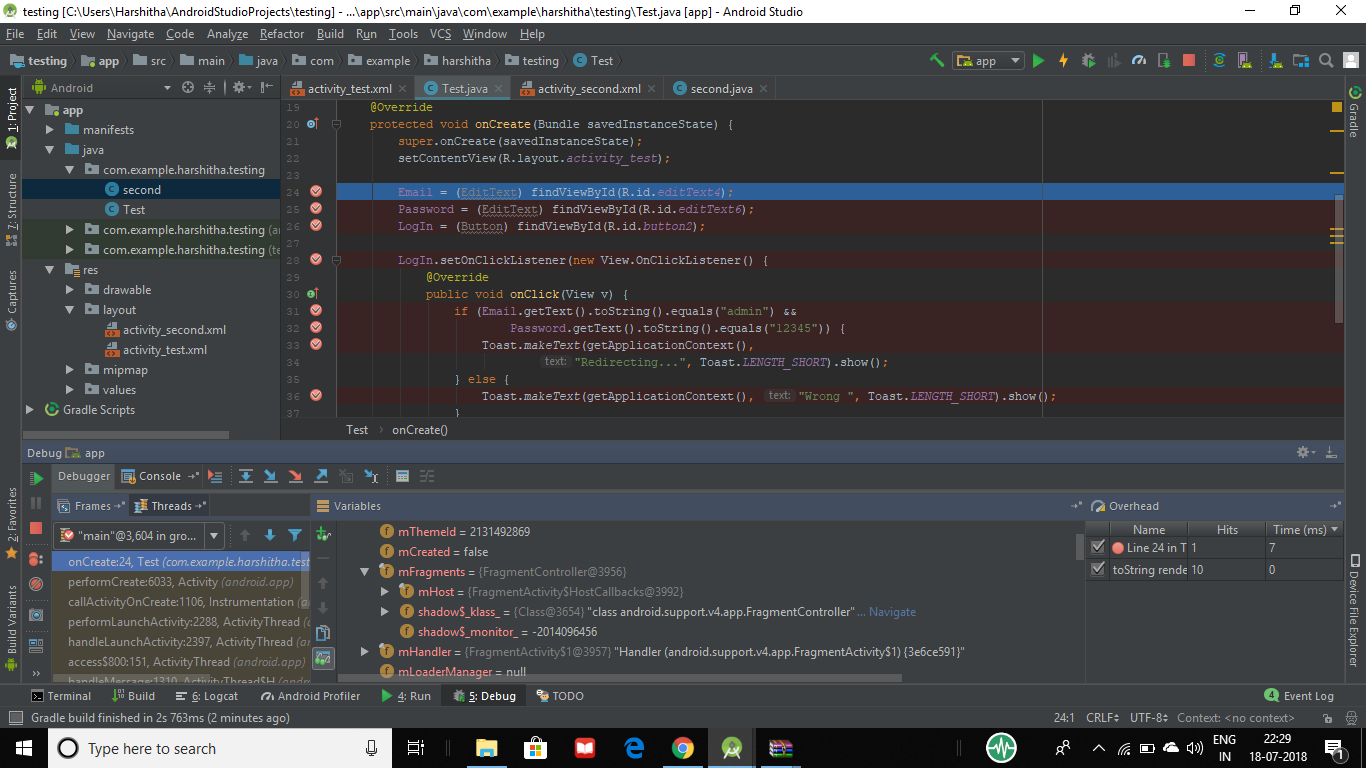 testing [C:\Users\Harshitha\AndroidStudioProjects\testing] - ...\app\src\main\java\com\example\harshitha\testing\Test.java [app] - Android Studio
File Edit View Navigate Code Analyze Refactor Build Run Tools VCS Window Help
testing app src main java com example harshitha testing Test app
Android
activity_test.xml Test.java activity_second.xml second.java
1: Project
7: Structure
Captures
2: Favorites
Build Variants
app
manifests
java
com.example.harshitha.testing
second
Test
com.example.harshitha.testing (a
com.example.harshitha.testing (te
res
drawable
layout
activity_second.xml
activity_test.xml
mipmap
values
Gradle Scripts
19 @Override
20 protected void onCreate(Bundle savedInstanceState) {
21 super.onCreate(savedInstanceState);
22 setContentView(R.layout.activity_test);
23
24 Email = (EditText) findViewById(R.id.editText4);
25 Password = (EditText) findViewById(R.id.editText6);
26 LogIn = (Button) findViewById(R.id.button2);
27
28 LogIn.setOnClickListener(new View.OnClickListener() {
29 @Override
30 public void onClick(View v) {
31 if (Email.getText().toString().equals("admin") &&
32 Password.getText().toString().equals("12345")) {
33 Toast.makeText(getApplicationContext(),
34 text: "Redirecting...", Toast.LENGTH_SHORT).show();
35 } else {
36 Toast.makeText(getApplicationContext(), text: "Wrong ", Toast.LENGTH_SHORT).show();
37 }
Test onCreate()
Gradle
Device File Explorer
Debug app
Debugger Console
Frames Threads
"main"@3,604 in gro...
onCreate:24, Test (com.example.harshitha.test
performCreate:6033, Activity (android.app)
callActivityOnCreate:1106, Instrumentation (a
performLaunchActivity:2288, ActivityThread (
handleLaunchActivity:2397, ActivityThread (ar
access$800:151, ActivityThread (android.app)
handleMessage:1310, ActivityThread$H (andr
Variables
mThemeId = 2131492869
mCreated = false
mFragments = {FragmentController@3956}
mHost = {FragmentActivity$HostCallbacks@3992}
shadow$_klass_ = {Class@3654} "class android.support.v4.app.FragmentController" ... Navigate
shadow$_monitor_ = -2014096456
mHandler = {FragmentActivity$1@3957} "Handler (android.support.v4.app.FragmentActivity$1) {3e6ce591}"
mLoaderManager = null
Overhead
Name Hits Time (ms)
Line 24 in T 1 7
toString rende 10 0
Terminal Build 6: Logcat Android Profiler 4: Run 5: Debug TODO 4 Event Log
Gradle build finished in 2s 763ms (2 minutes ago) 24:1 CRLF UTF-8 Context: <no context>
Type here to search
ENG
IN
22:29
18-07-2018
1